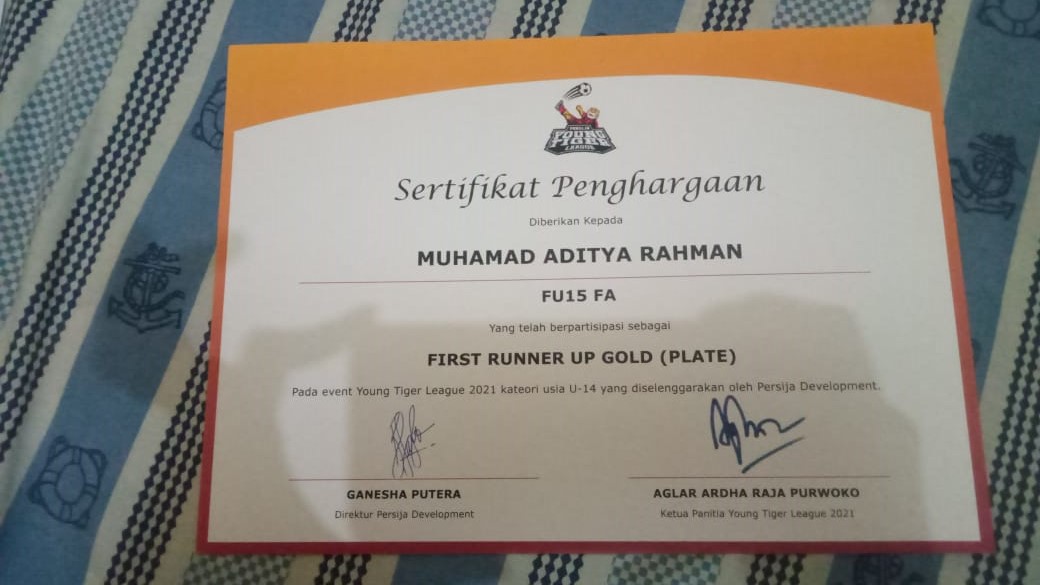 PERSIJA
YOUNG
TIGER
LEAGUE
Sertifikat Penghargaan
Diberikan Kepada
MUHAMAD ADITYA RAHMAN
FU15 FA
Yang telah berpartisipasi sebagai
FIRST RUNNER UP GOLD (PLATE)
Pada event Young Tiger League 2021 kateori usia U-14 yang diselenggarakan oleh Persija Development.
GANESHA PUTERA
Direktur Persija Development
AGLAR ARDHA RAJA PURWOKO
Ketua Panitia Young Tiger League 2021